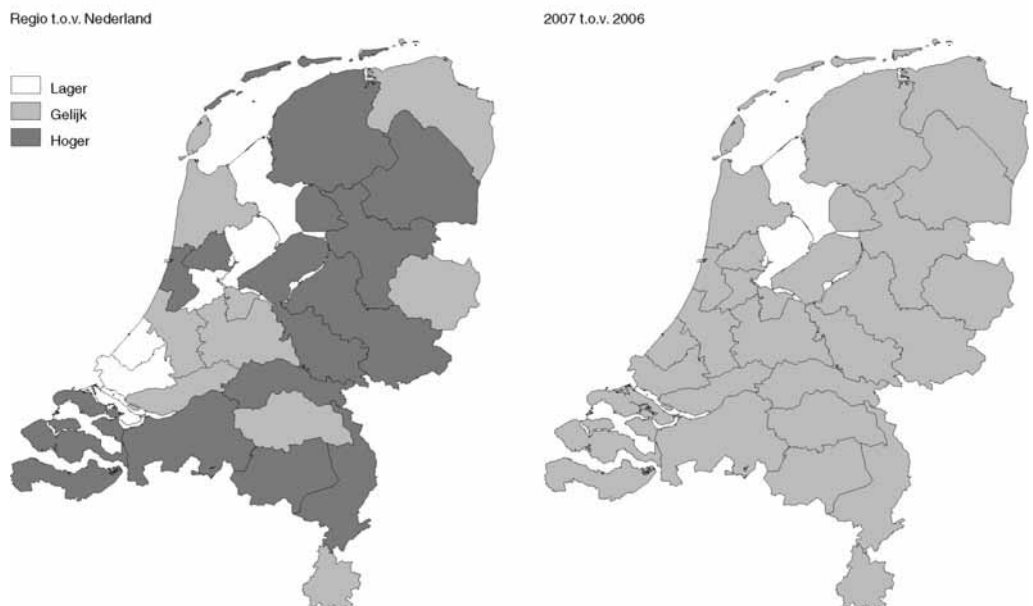 Regio t.o.v. Nederland
2007 t.o.v. 2006
Lager
Gelijk
Hoger